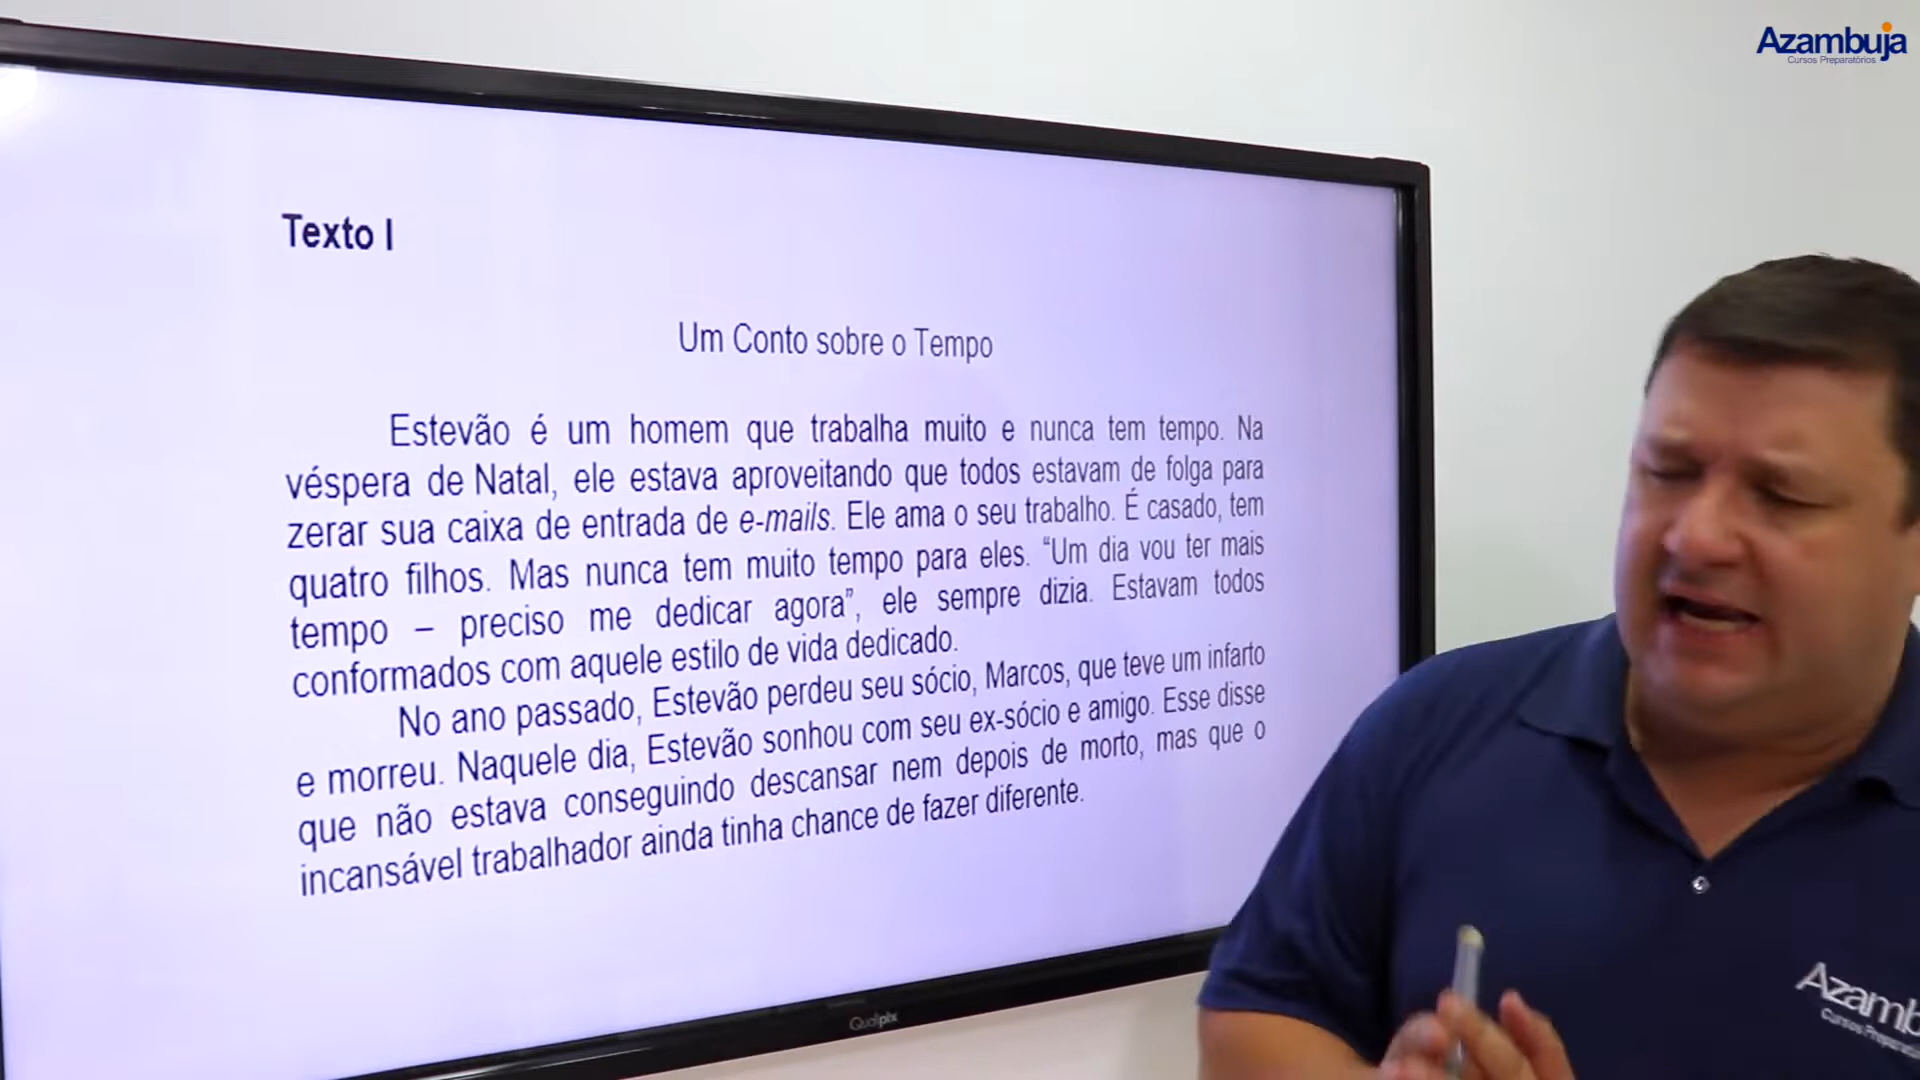 Azambuja
Cursos Preparatórios
Texto I
Um Conto sobre o Tempo
Estevão é um homem que trabalha muito e nunca tem tempo. Na
véspera de Natal, ele estava aproveitando que todos estavam de folga para
zerar sua caixa de entrada de e-mails. Ele ama o seu trabalho. É casado, tem
quatro filhos. Mas nunca tem muito tempo para eles. “Um dia vou ter mais
tempo – preciso me dedicar agora”, ele sempre dizia. Estavam todos
conformados com aquele estilo de vida dedicado.
No ano passado, Estevão perdeu seu sócio, Marcos, que teve um infarto
e morreu. Naquele dia, Estevão sonhou com seu ex-sócio e amigo. Esse disse
que não estava conseguindo descansar nem depois de morto, mas que o
incansável trabalhador ainda tinha chance de fazer diferente.
Qualipix
Azamb
Cursos Preparató